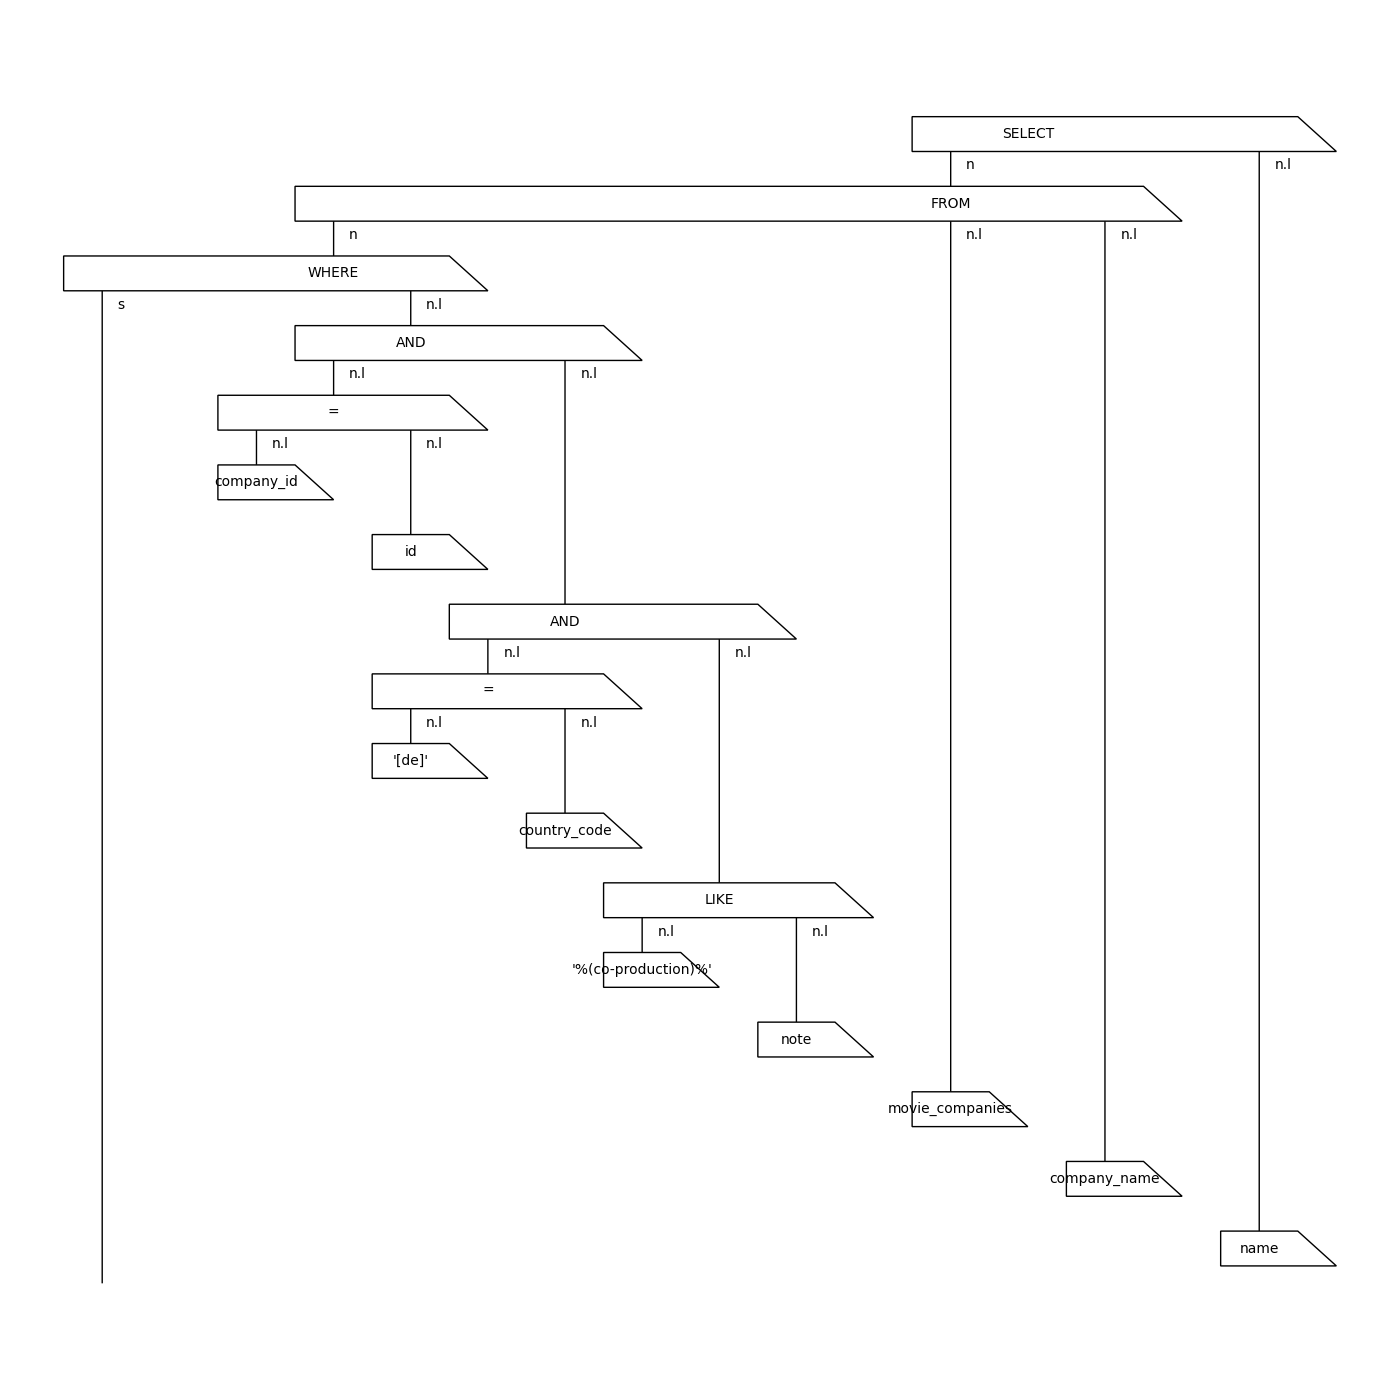 SELECT
n n.l
FROM
n n.l n.l
WHERE
s n.l
AND
n.l n.l
=
n.l n.l
company_id
id
AND
n.l n.l
=
n.l n.l
'[de]'
country_code
LIKE
n.l n.l
'%(co-production)%'
note
movie_companies
company_name
name